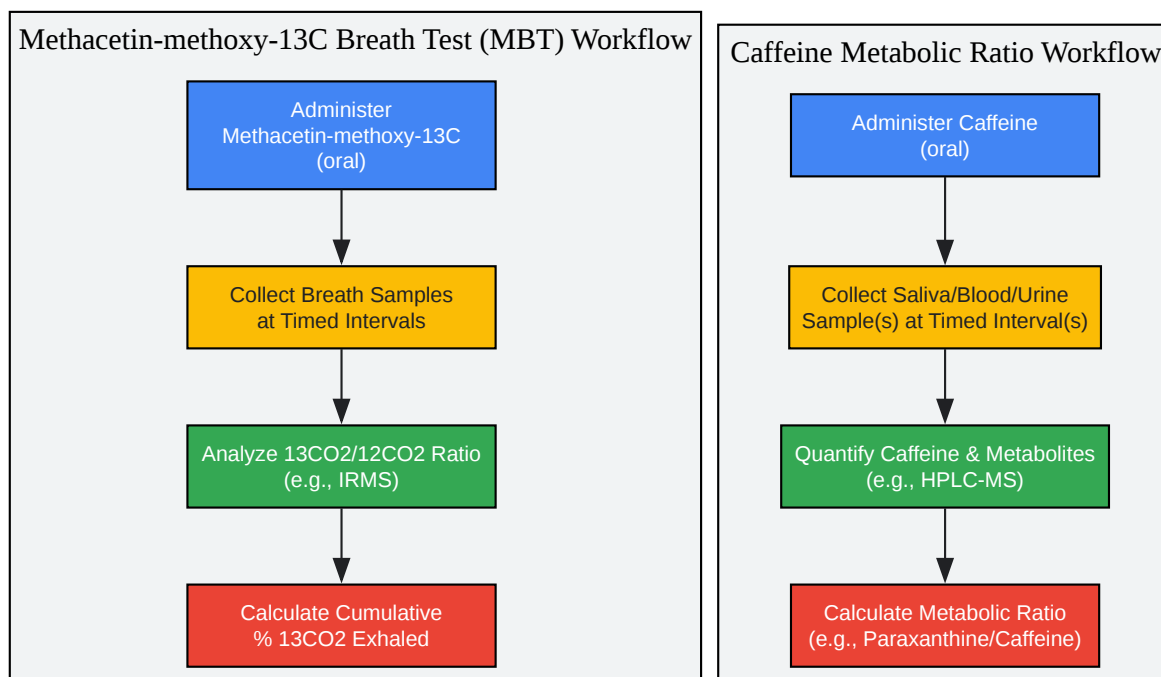 Methacetin-methoxy-13C Breath Test (MBT) Workflow
Administer
Methacetin-methoxy-13C
(oral)
Collect Breath Samples
at Timed Intervals
Analyze 13CO2/12CO2 Ratio
(e.g., IRMS)
Calculate Cumulative
% 13CO2 Exhaled
Caffeine Metabolic Ratio Workflow
Administer Caffeine
(oral)
Collect Saliva/Blood/Urine
Sample(s) at Timed Interval(s)
Quantify Caffeine & Metabolites
(e.g., HPLC-MS)
Calculate Metabolic Ratio
(e.g., Paraxanthine/Caffeine)